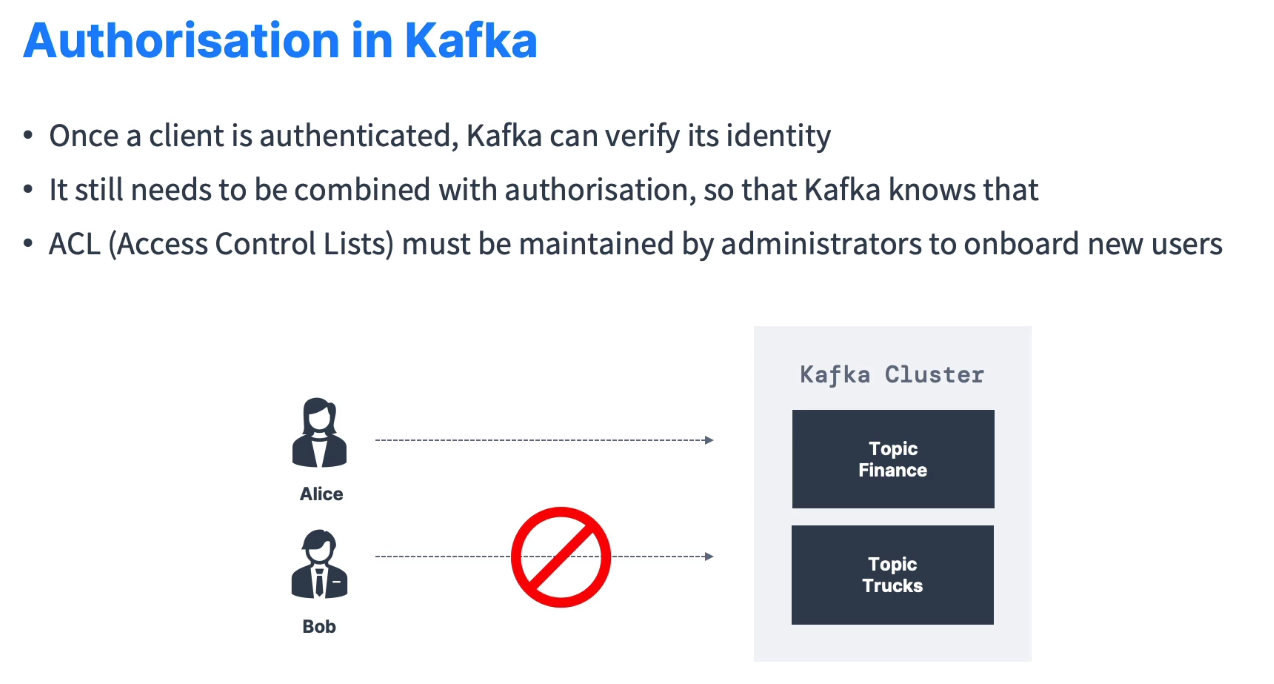 Authorisation in Kafka
• Once a client is authenticated, Kafka can verify its identity
• It still needs to be combined with authorisation, so that Kafka knows that
• ACL (Access Control Lists) must be maintained by administrators to onboard new users
Kafka Cluster
Topic
Finance
Alice
Topic
Trucks
Bob